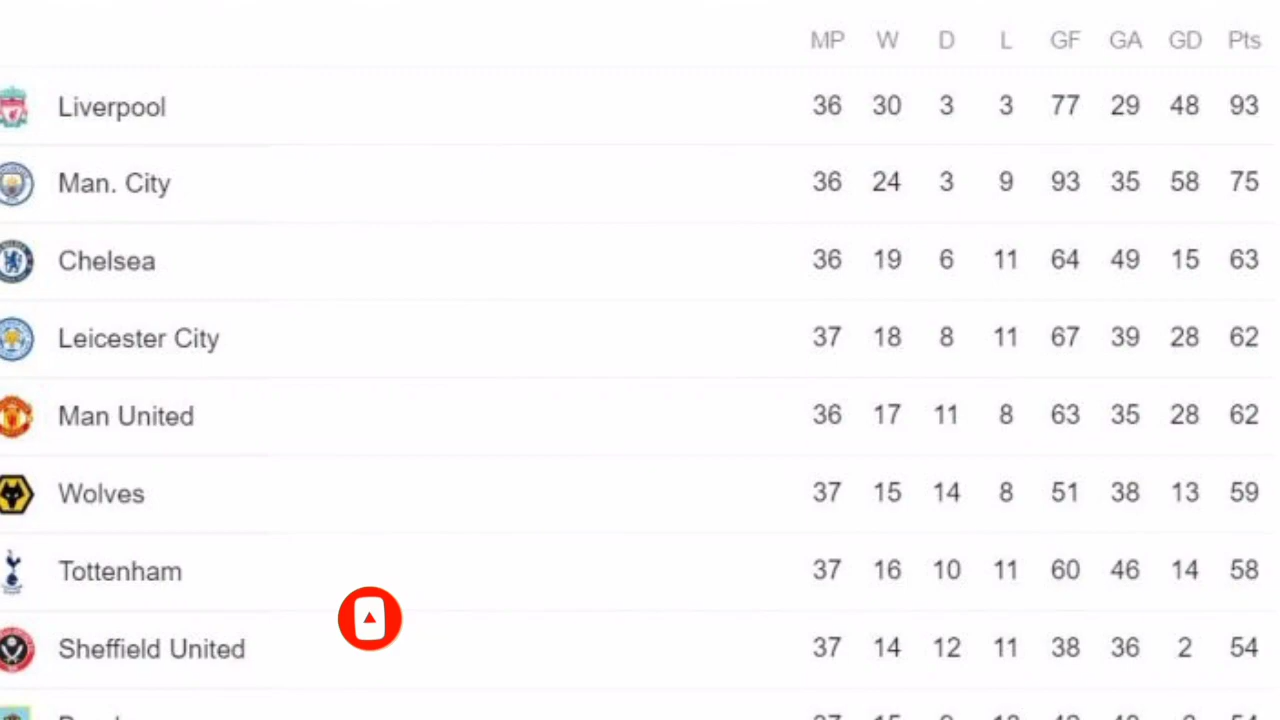 MP W D L GF GA GD Pts
Liverpool 36 30 3 3 77 29 48 93
Man. City 36 24 3 9 93 35 58 75
Chelsea 36 19 6 11 64 49 15 63
Leicester City 37 18 8 11 67 39 28 62
Man United 36 17 11 8 63 35 28 62
Wolves 37 15 14 8 51 38 13 59
Tottenham 37 16 10 11 60 46 14 58
Sheffield United 37 14 12 11 38 36 2 54